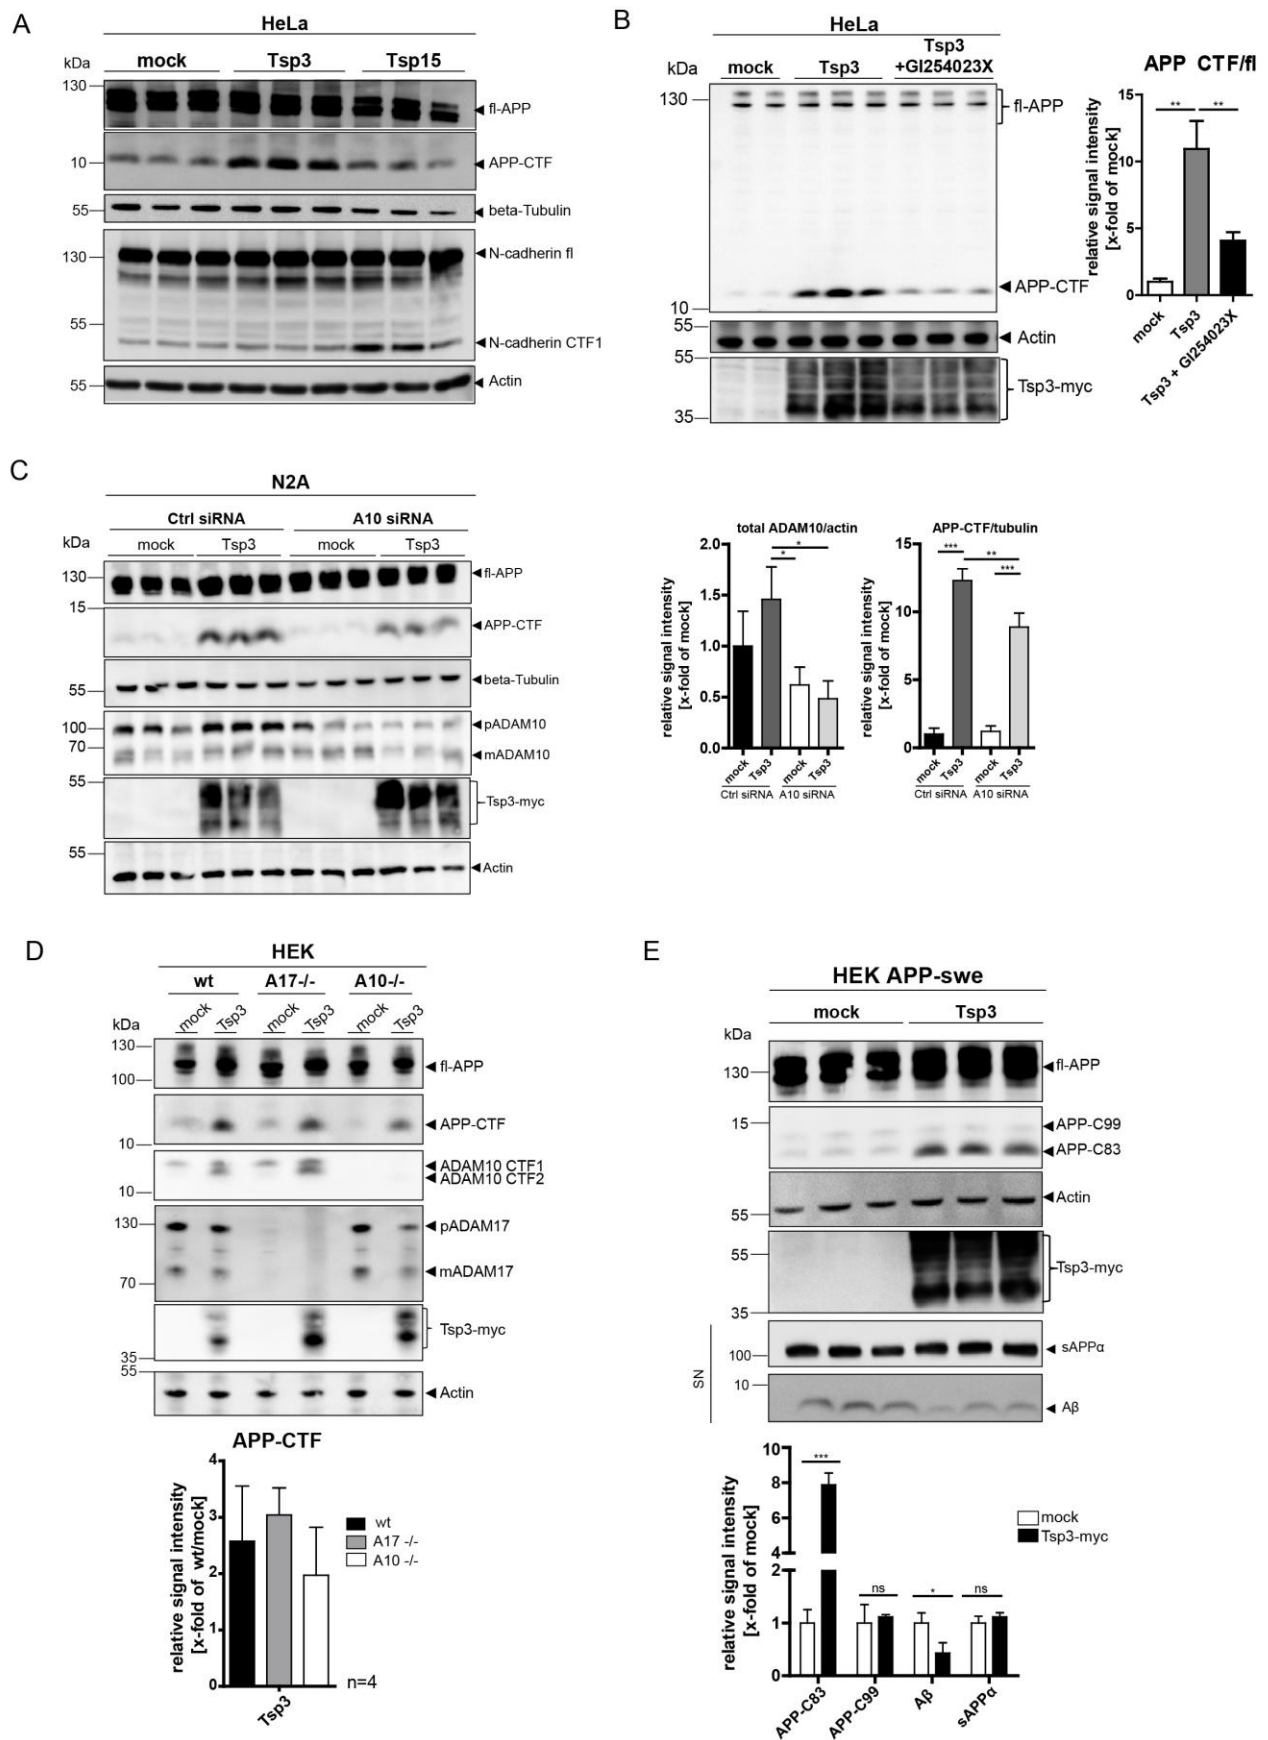 A
HeLa
kDa
mock
Tsp3
Tsp15
130
fl-APP
10
APP-CTF
55
beta-Tubulin
130
N-cadherin fl
55
N-cadherin CTF1
55
Actin
B
HeLa
kDa
mock
Tsp3
Tsp3
+GI254023X
130
fl-APP
APP-CTF
10
55
Actin
55
35
Tsp3-myc
APP CTF/fl
relative signal intensity
[x-fold of mock]
15
10
5
0
** **
mock
Tsp3
Tsp3 + GI254023X
C
N2A
Ctrl siRNA
A10 siRNA
kDa
mock
Tsp3
mock
Tsp3
130
fl-APP
15
APP-CTF
55
beta-Tubulin
100
pADAM10
70
mADAM10
55
Tsp3-myc
55
Actin
total ADAM10/actin
relative signal intensity
[x-fold of mock]
2.0
1.5
1.0
0.5
0.0
*
*
mock
Tsp3
mock
Tsp3
Ctrl siRNA
A10 siRNA
APP-CTF/tubulin
relative signal intensity
[x-fold of mock]
15
10
5
0
***
**
***
mock
Tsp3
mock
Tsp3
Ctrl siRNA
A10 siRNA
D
HEK
wt
A17-/-
A10-/-
kDa
mock
Tsp3
mock
Tsp3
mock
Tsp3
130
100
fl-APP
APP-CTF
10
ADAM10 CTF1
ADAM10 CTF2
10
130
pADAM17
mADAM17
70
Tsp3-myc
35
55
Actin
APP-CTF
relative signal intensity
[x-fold of wt/mock]
4
3
2
1
0
wt
A17 -/-
A10 -/-
n=4
Tsp3
E
HEK APP-swe
mock
Tsp3
kDa
130
fl-APP
15
APP-C99
APP-C83
Actin
55
55
Tsp3-myc
35
SN
100
sAPPα
10
Aβ
relative signal intensity
[x-fold of mock]
10
8
6
4
2
1
0
***
ns
*
ns
mock
Tsp3-myc
APP-C83
APP-C99
Aβ
sAPPα